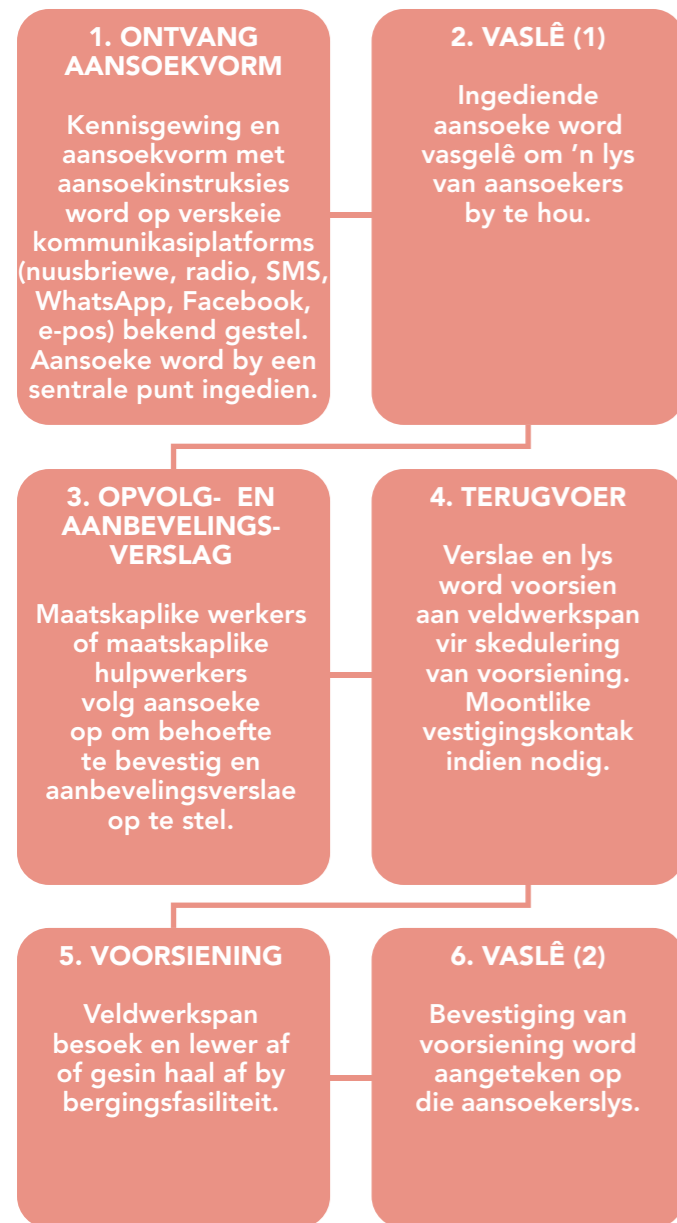 1. ONTVANG
AANSOEKVORM
Kennisgewing en
aansoekvorm met
aansoekinstruksies
word op verskeie
kommunikasiplatforms
(nuusbriewe, radio, SMS,
WhatsApp, Facebook,
e-pos) bekend gestel.
Aansoeke word by een
sentrale punt ingedien.
2. VASLÊ (1)
Ingediende
aansoeke word
vasgelê om ’n lys
van aansoekers
by te hou.
3. OPVOLG- EN
AANBEVELINGS-
VERSLAG
Maatskaplike werkers
of maatskaplike
hulpwerkers
volg aansoeke
op om behoefte
te bevestig en
aanbevelingsverslae
op te stel.
4. TERUGVOER
Verslae en lys
word voorsien
aan veldwerkspan
vir skedulering
van voorsiening.
Moontlike
vestigingskontak
indien nodig.
5. VOORSIENING
Veldwerkspan
besoek en lewer af
of gesin haal af by
bergingsfasiliteit.
6. VASLÊ (2)
Bevestiging van
voorsiening word
aangeteken op
die aansoekerslys.